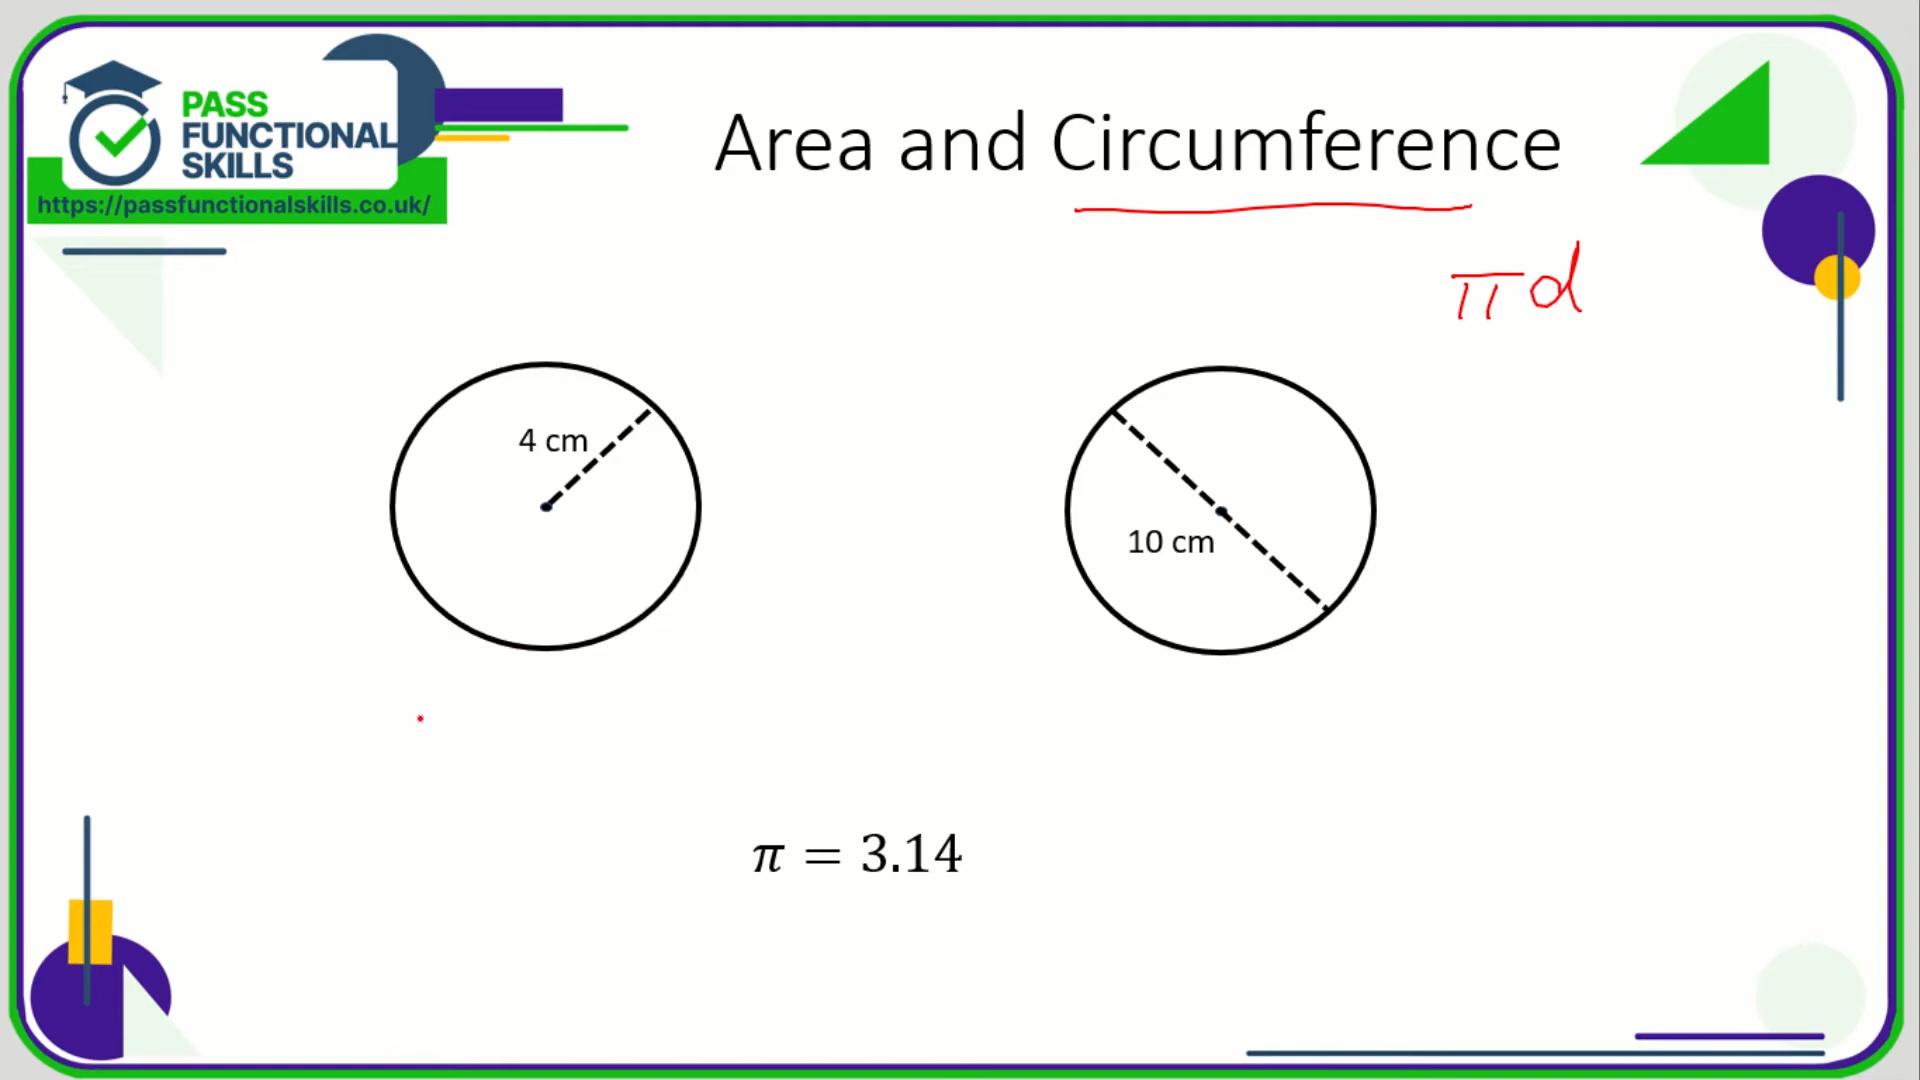 PASS
FUNCTIONAL
SKILLS
https://passfunctionalskills.co.uk/
Area and Circumference
πd
4 cm
10 cm
π = 3.14